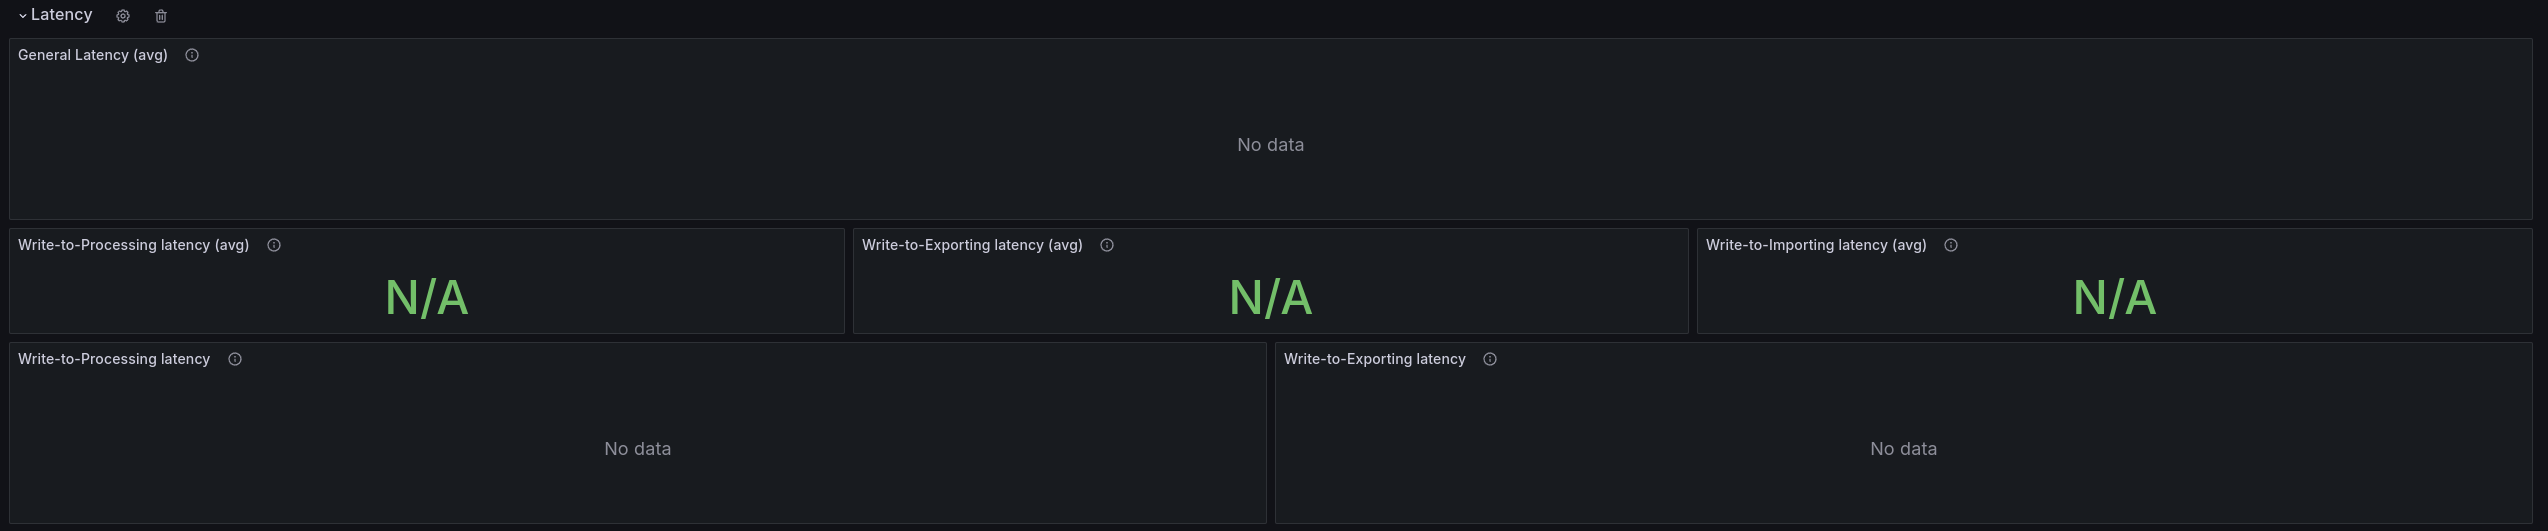 Latency
General Latency (avg)
No data
Write-to-Processing latency (avg)
N/A
Write-to-Exporting latency (avg)
N/A
Write-to-Importing latency (avg)
N/A
Write-to-Processing latency
No data
Write-to-Exporting latency
No data